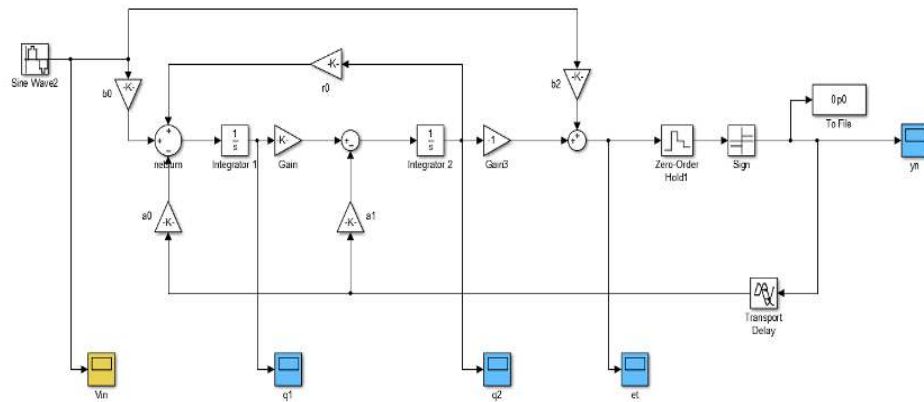 -K-
r0
Sine Wave2
-K-
b0
-K-
b2
0p0
To File
1
s
Integrator 1
K-
Gain
1
s
Integrator 2
-1
Gain3
Zero-Order
Hold1
Sign
yn
-K-
a0
-K-
a1
Transport
Delay
Vin
q1
q2
et